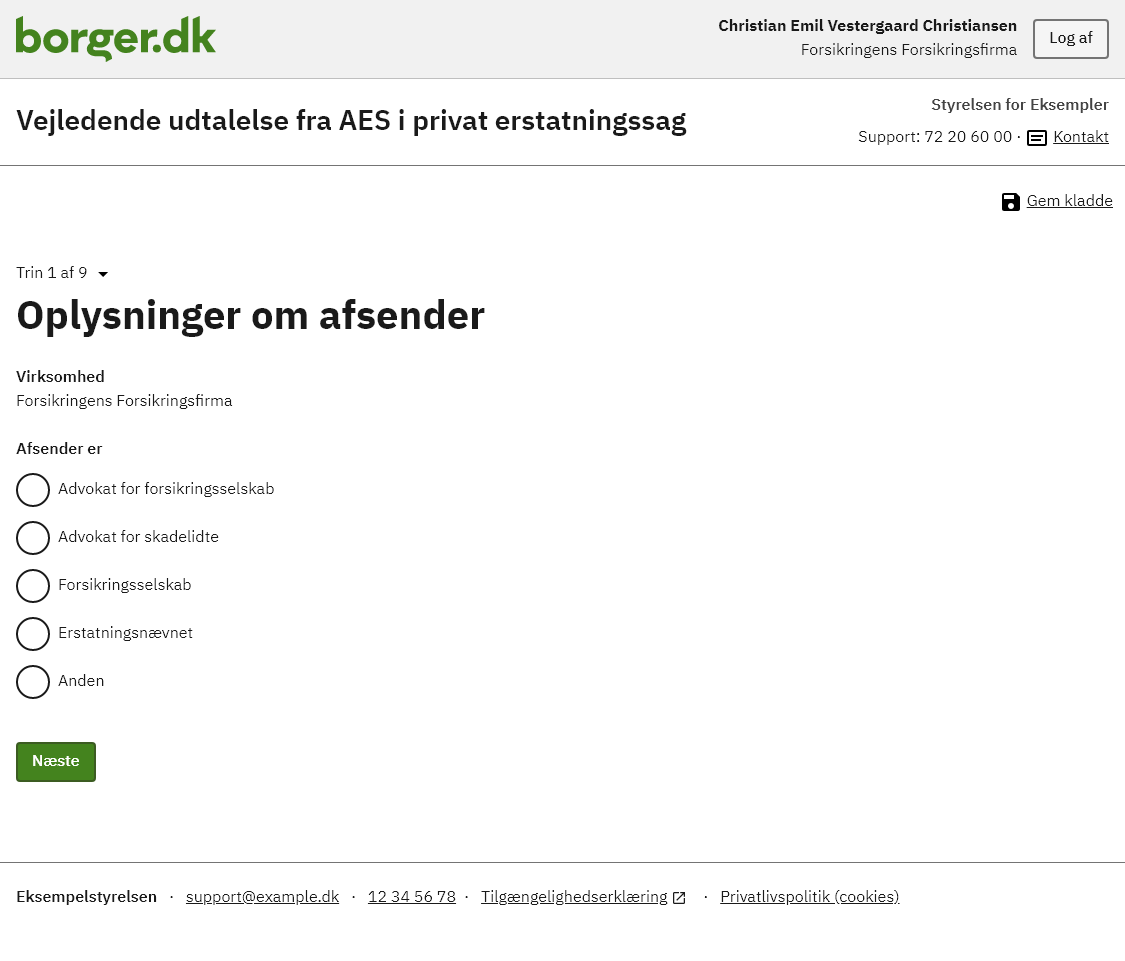 borger.dk
Christian Emil Vestergaard Christiansen
Forsikringens Forsikringsfirma
Log af
Vejledende udtalelse fra AES i privat erstatningssag
Styrelsen for Eksempler
Support: 72 20 60 00 · Kontakt
Gem kladde
Trin 1 af 9
Oplysninger om afsender
Virksomhed
Forsikringens Forsikringsfirma
Afsender er
Advokat for forsikringsselskab
Advokat for skadelidte
Forsikringsselskab
Erstatningsnævnet
Anden
Næste
Eksempelstyrelsen · support@example.dk · 12 34 56 78 · Tilgængelighedserklæring · Privatlivspolitik (cookies)